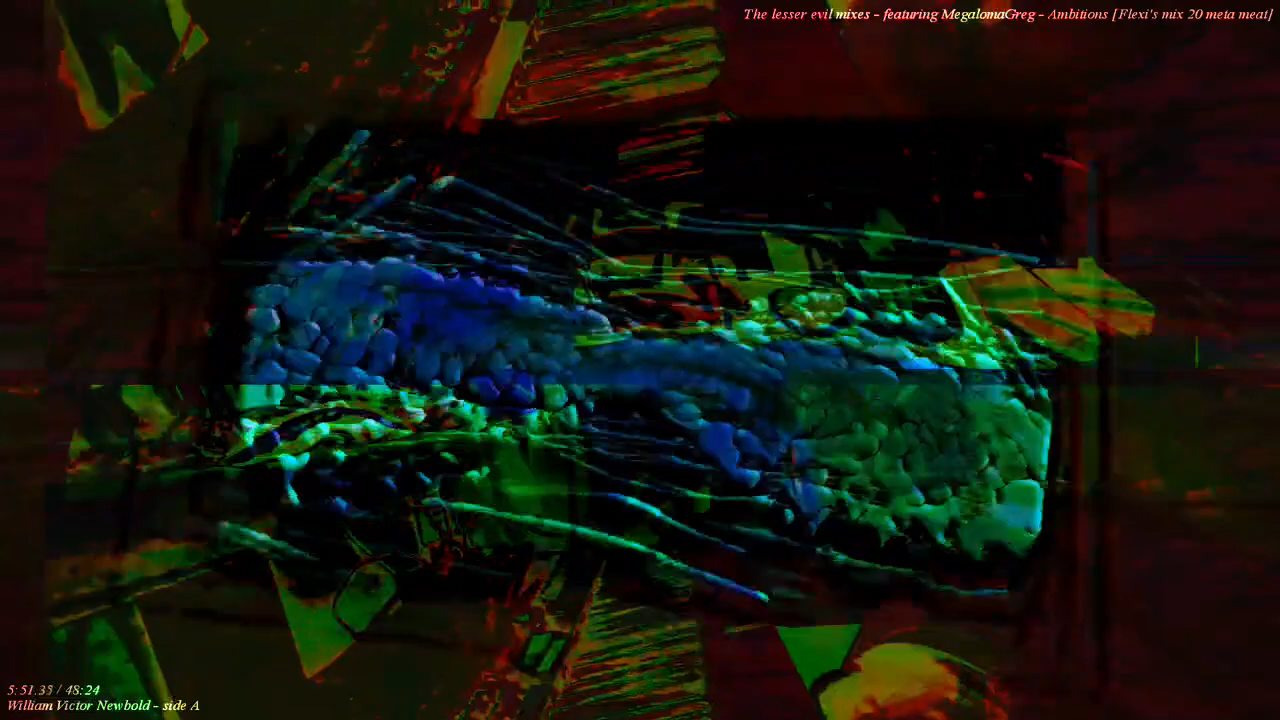 The lesser evil mixes - featuring MegalomaGreg - Ambitions [Flexi's mix 20 meta meat]
5:51.35 / 48:24
William Victor Newbold - side A